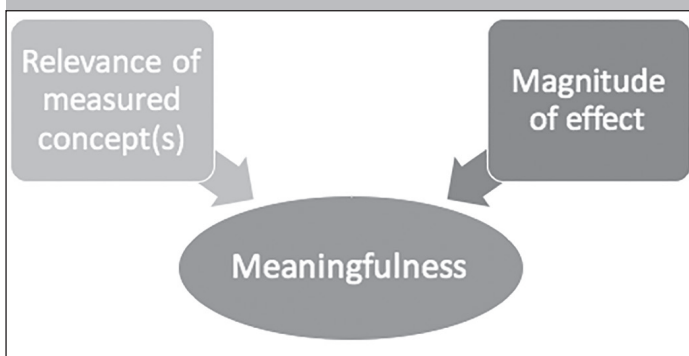 Relevance of
measured
concept(s)
Magnitude
of effect
Meaningfulness